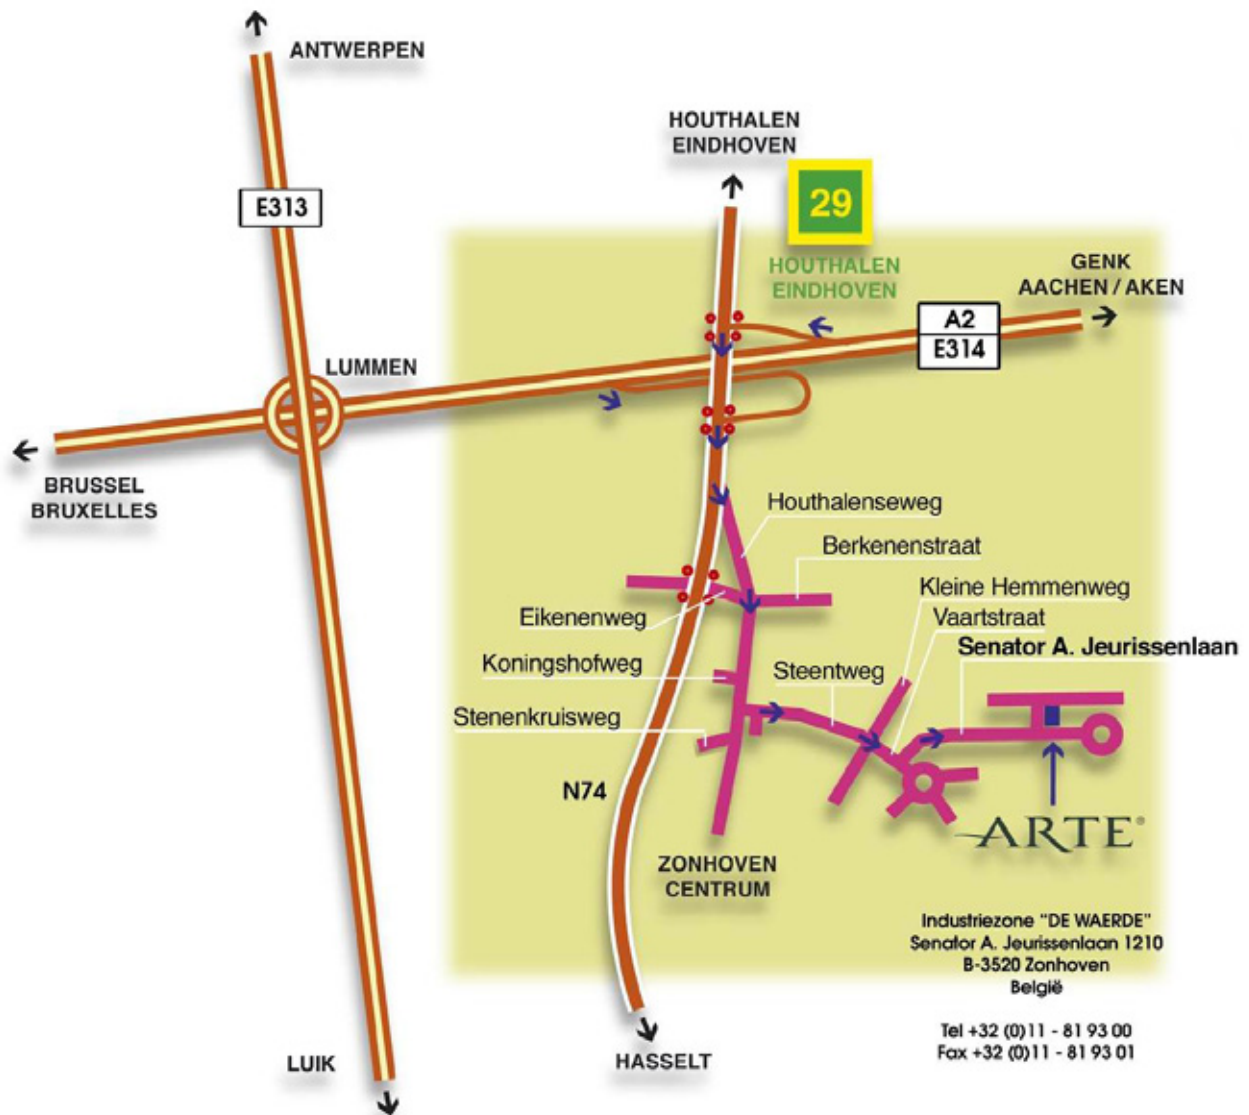 ANTWERPEN
HOUTHALEN
EINDHOVEN
29
E313
HOUTHALEN
EINDHOVEN
GENK
AACHEN / AKEN
A2
E314
LUMMEN
BRUSSEL
BRUXELLES
Houthalenseweg
Berkenenstraat
Kleine Hemmenweg
Eikenenweg
Vaartstraat
Senator A. Jeurissenlaan
Koningshofweg
Steentweg
Stenenkruisweg
N74
ARTE®
ZONHOVEN
CENTRUM
Industriezone "DE WAERDE"
Senator A. Jeurissenlaan 1210
B-3520 Zonhoven
België
Tel +32 (0)11 - 81 93 00
Fax +32 (0)11 - 81 93 01
LUIK
HASSELT